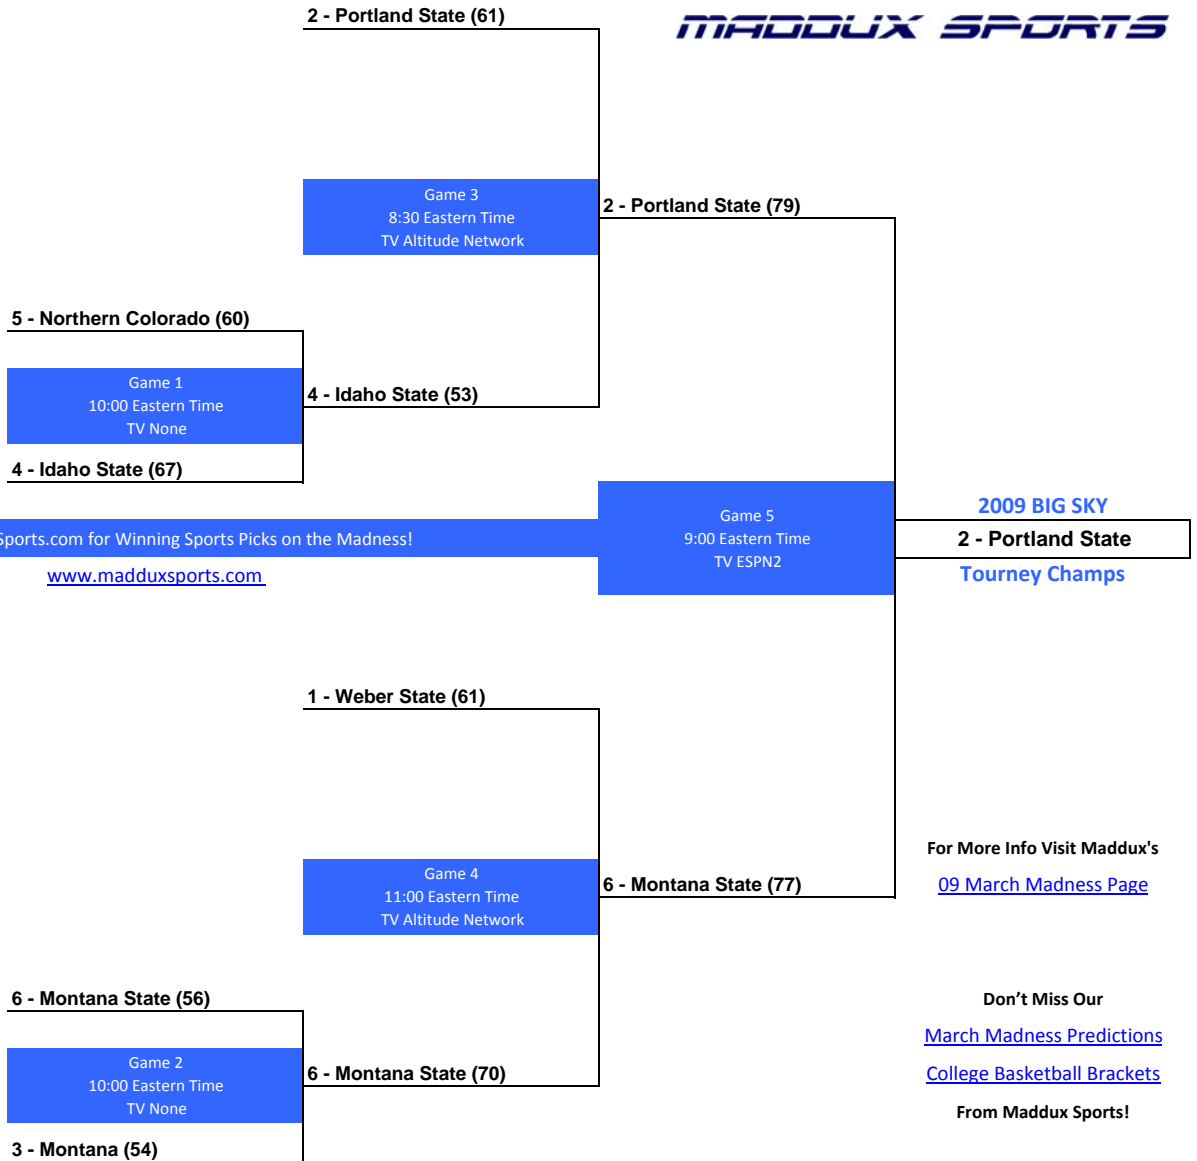 2 - Portland State (61)
MADDUX SPORTS
Game 3
8:30 Eastern Time
TV Altitude Network
2 - Portland State (79)
5 - Northern Colorado (60)
Game 1
10:00 Eastern Time
TV None
4 - Idaho State (53)
4 - Idaho State (67)
Sports.com for Winning Sports Picks on the Madness!
www.madduxsports.com
Game 5
9:00 Eastern Time
TV ESPN2
2009 BIG SKY
2 - Portland State
Tourney Champs
1 - Weber State (61)
Game 4
11:00 Eastern Time
TV Altitude Network
6 - Montana State (77)
For More Info Visit Maddux's
09 March Madness Page
6 - Montana State (56)
Game 2
10:00 Eastern Time
TV None
6 - Montana State (70)
3 - Montana (54)
Don’t Miss Our
March Madness Predictions
College Basketball Brackets
From Maddux Sports!